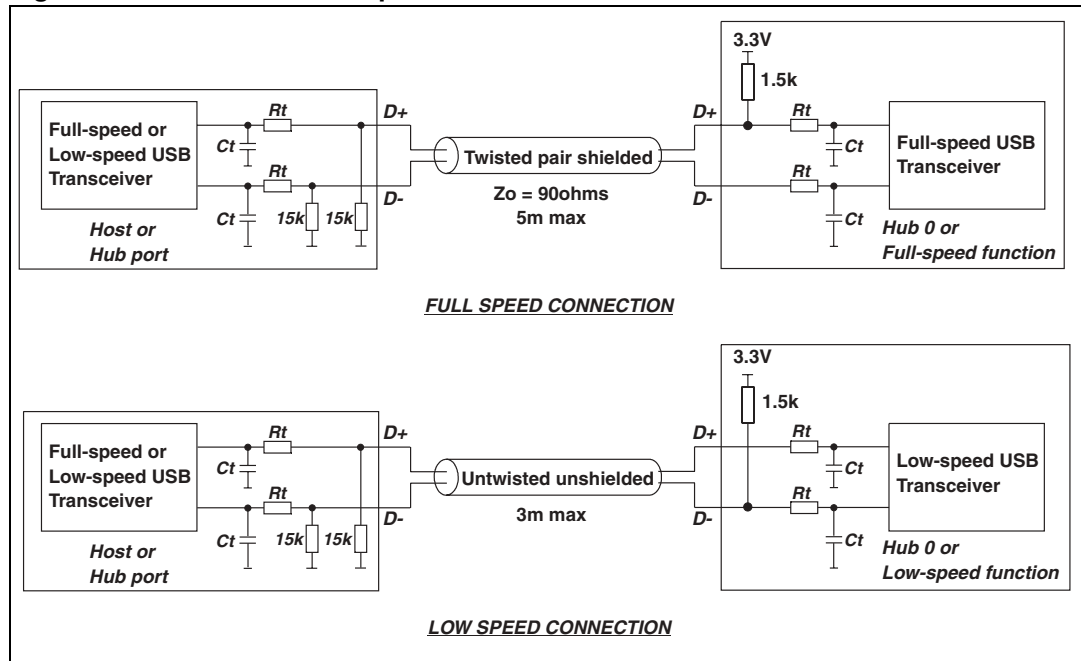 3.3V
1.5k
Rt
D+
D+
Rt
Full-speed or
Low-speed USB
Transceiver
Ct
Twisted pair shielded
Ct
Full-speed USB
Transceiver
Rt
Rt
D-
D-
Zo = 90ohms
5m max
Ct
15k
15k
Ct
Host or
Hub port
Hub 0 or
Full-speed function
FULL SPEED CONNECTION
3.3V
1.5k
Rt
D+
D+
Rt
Full-speed or
Low-speed USB
Transceiver
Ct
Untwisted unshielded
Ct
Low-speed USB
Transceiver
Rt
Rt
D-
D-
3m max
Ct
15k
15k
Ct
Host or
Hub port
Hub 0 or
Low-speed function
LOW SPEED CONNECTION